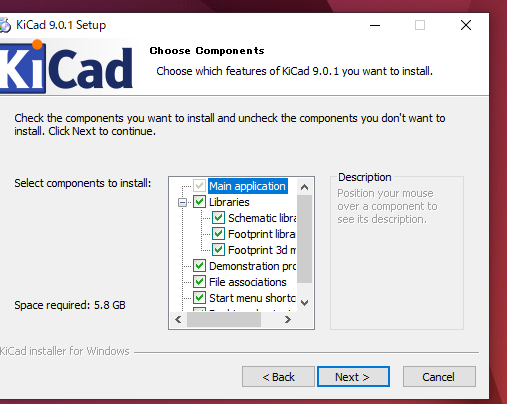 KiCad 9.0.1 Setup
KiCad
Choose Components
Choose which features of KiCad 9.0.1 you want to install.
Check the components you want to install and uncheck the components you don't want to
install. Click Next to continue.
Select components to install:
Main application
Libraries
Schematic libra
Footprint libra
Footprint 3d m
Demonstration pro
File associations
Start menu shortc
Description
Position your mouse
over a component to
see its description.
Space required: 5.8 GB
KiCad installer for Windows
< Back
Next >
Cancel